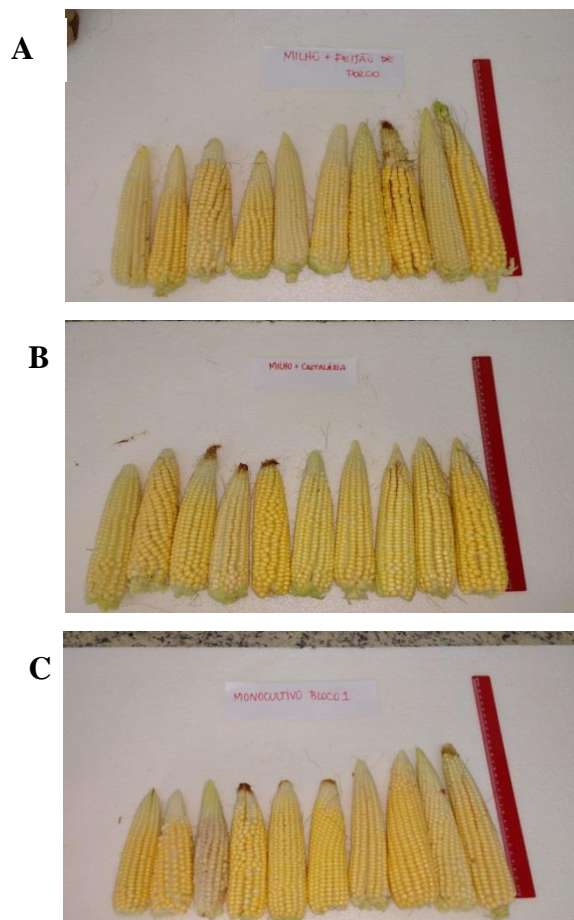 A
MILHO + FEIJÃO DE
PORCO
B
MILHO + CROTALÁRIA
C
MONOCULTIVO BLOCO 1